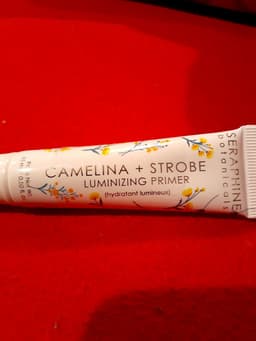 CAMELINA + STROBE
LUMINIZING PRIMER
(hydratant lumineux)
SERAPHINE
botanicals